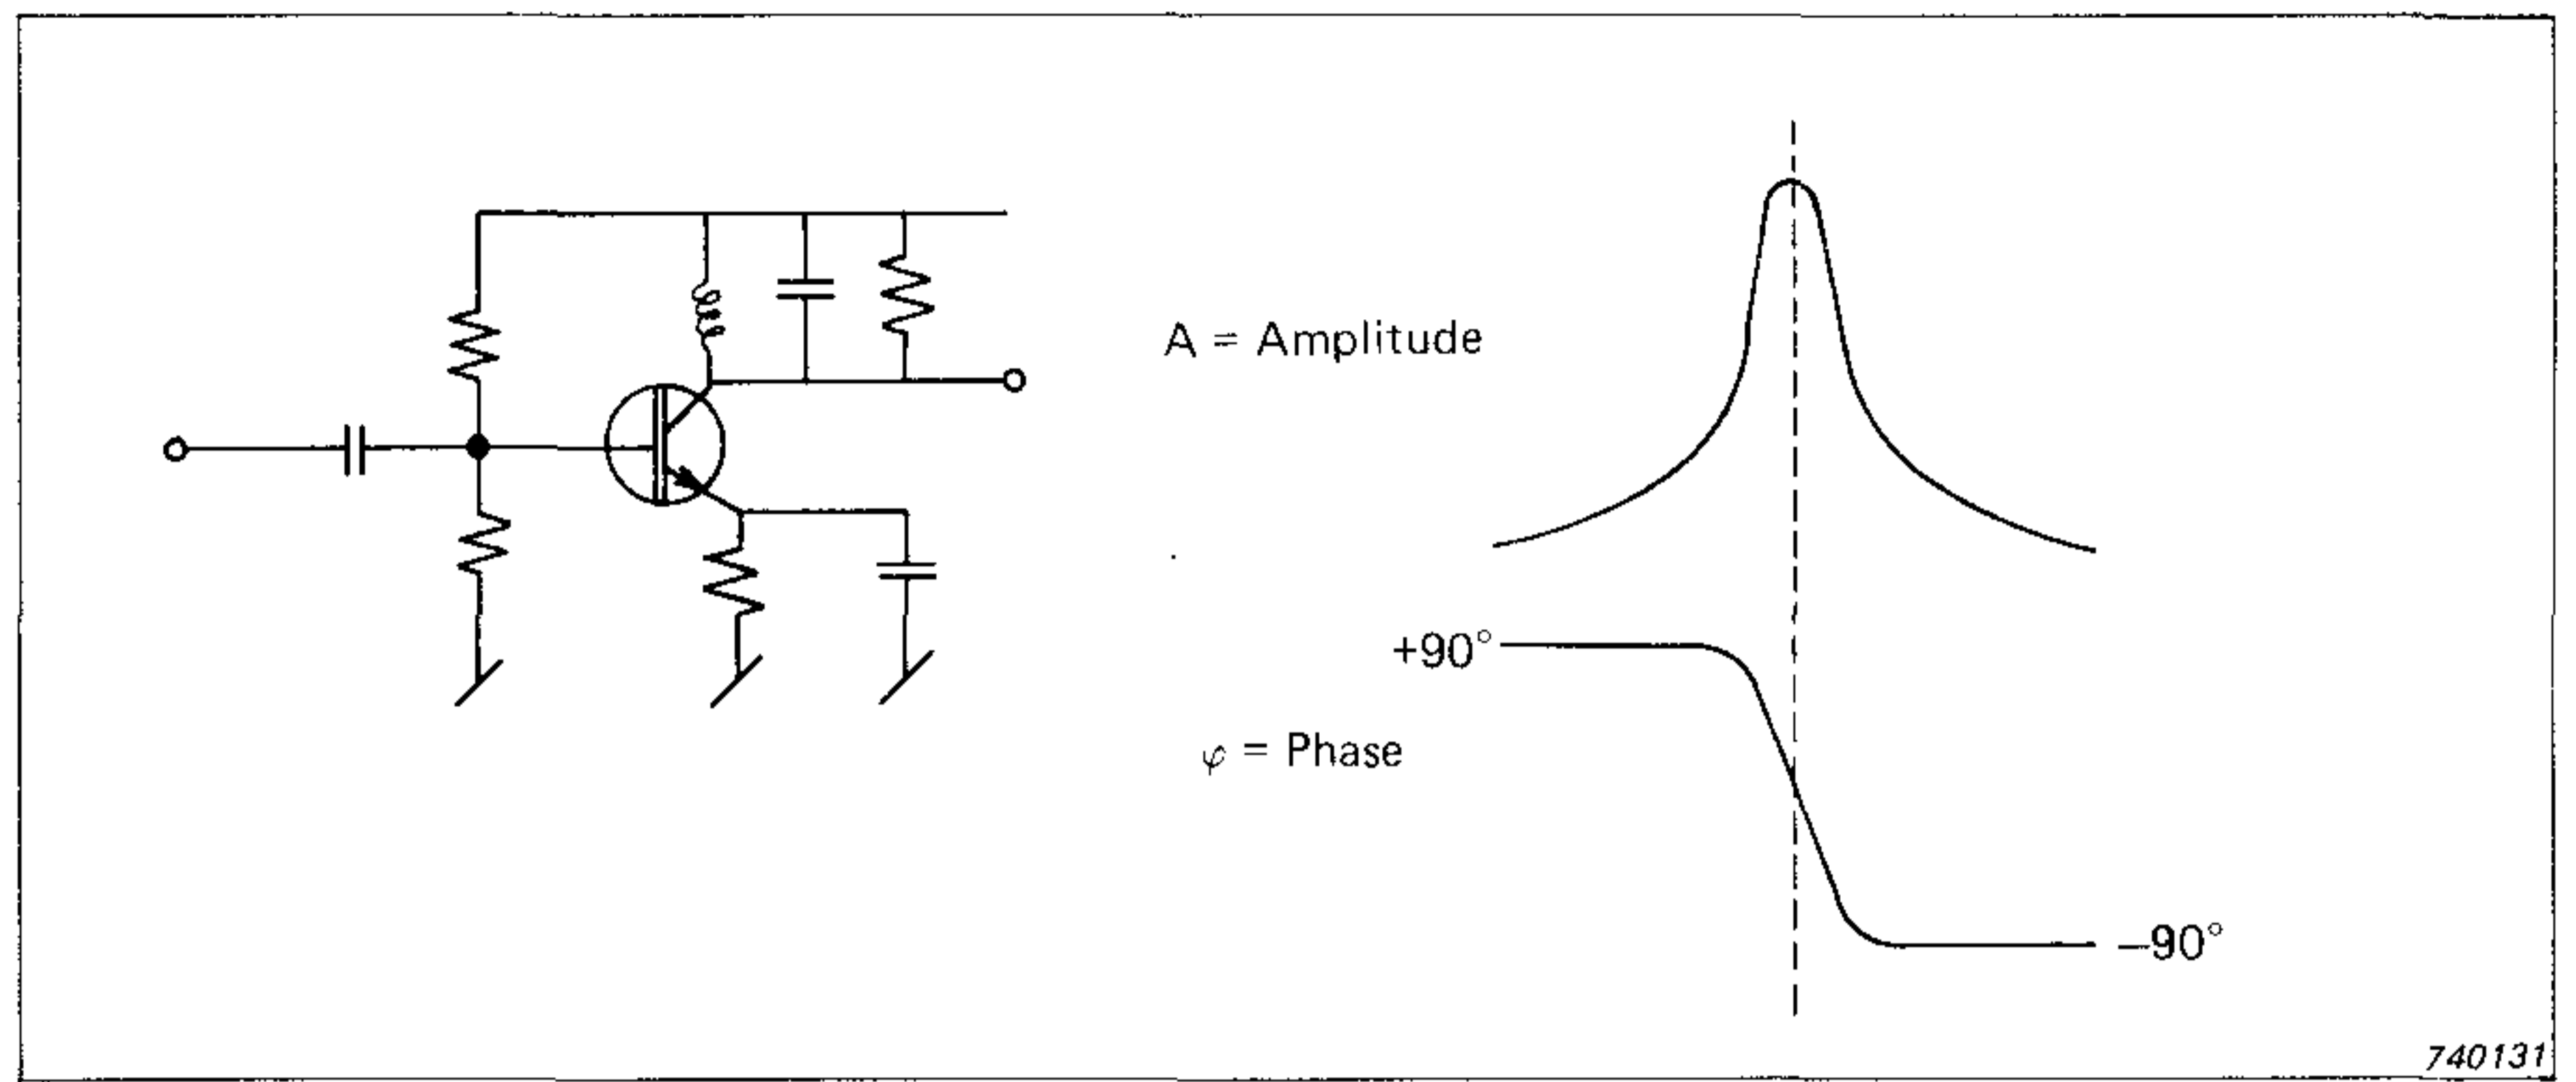 A = Amplitude
+90°
φ = Phase
−90°
740131